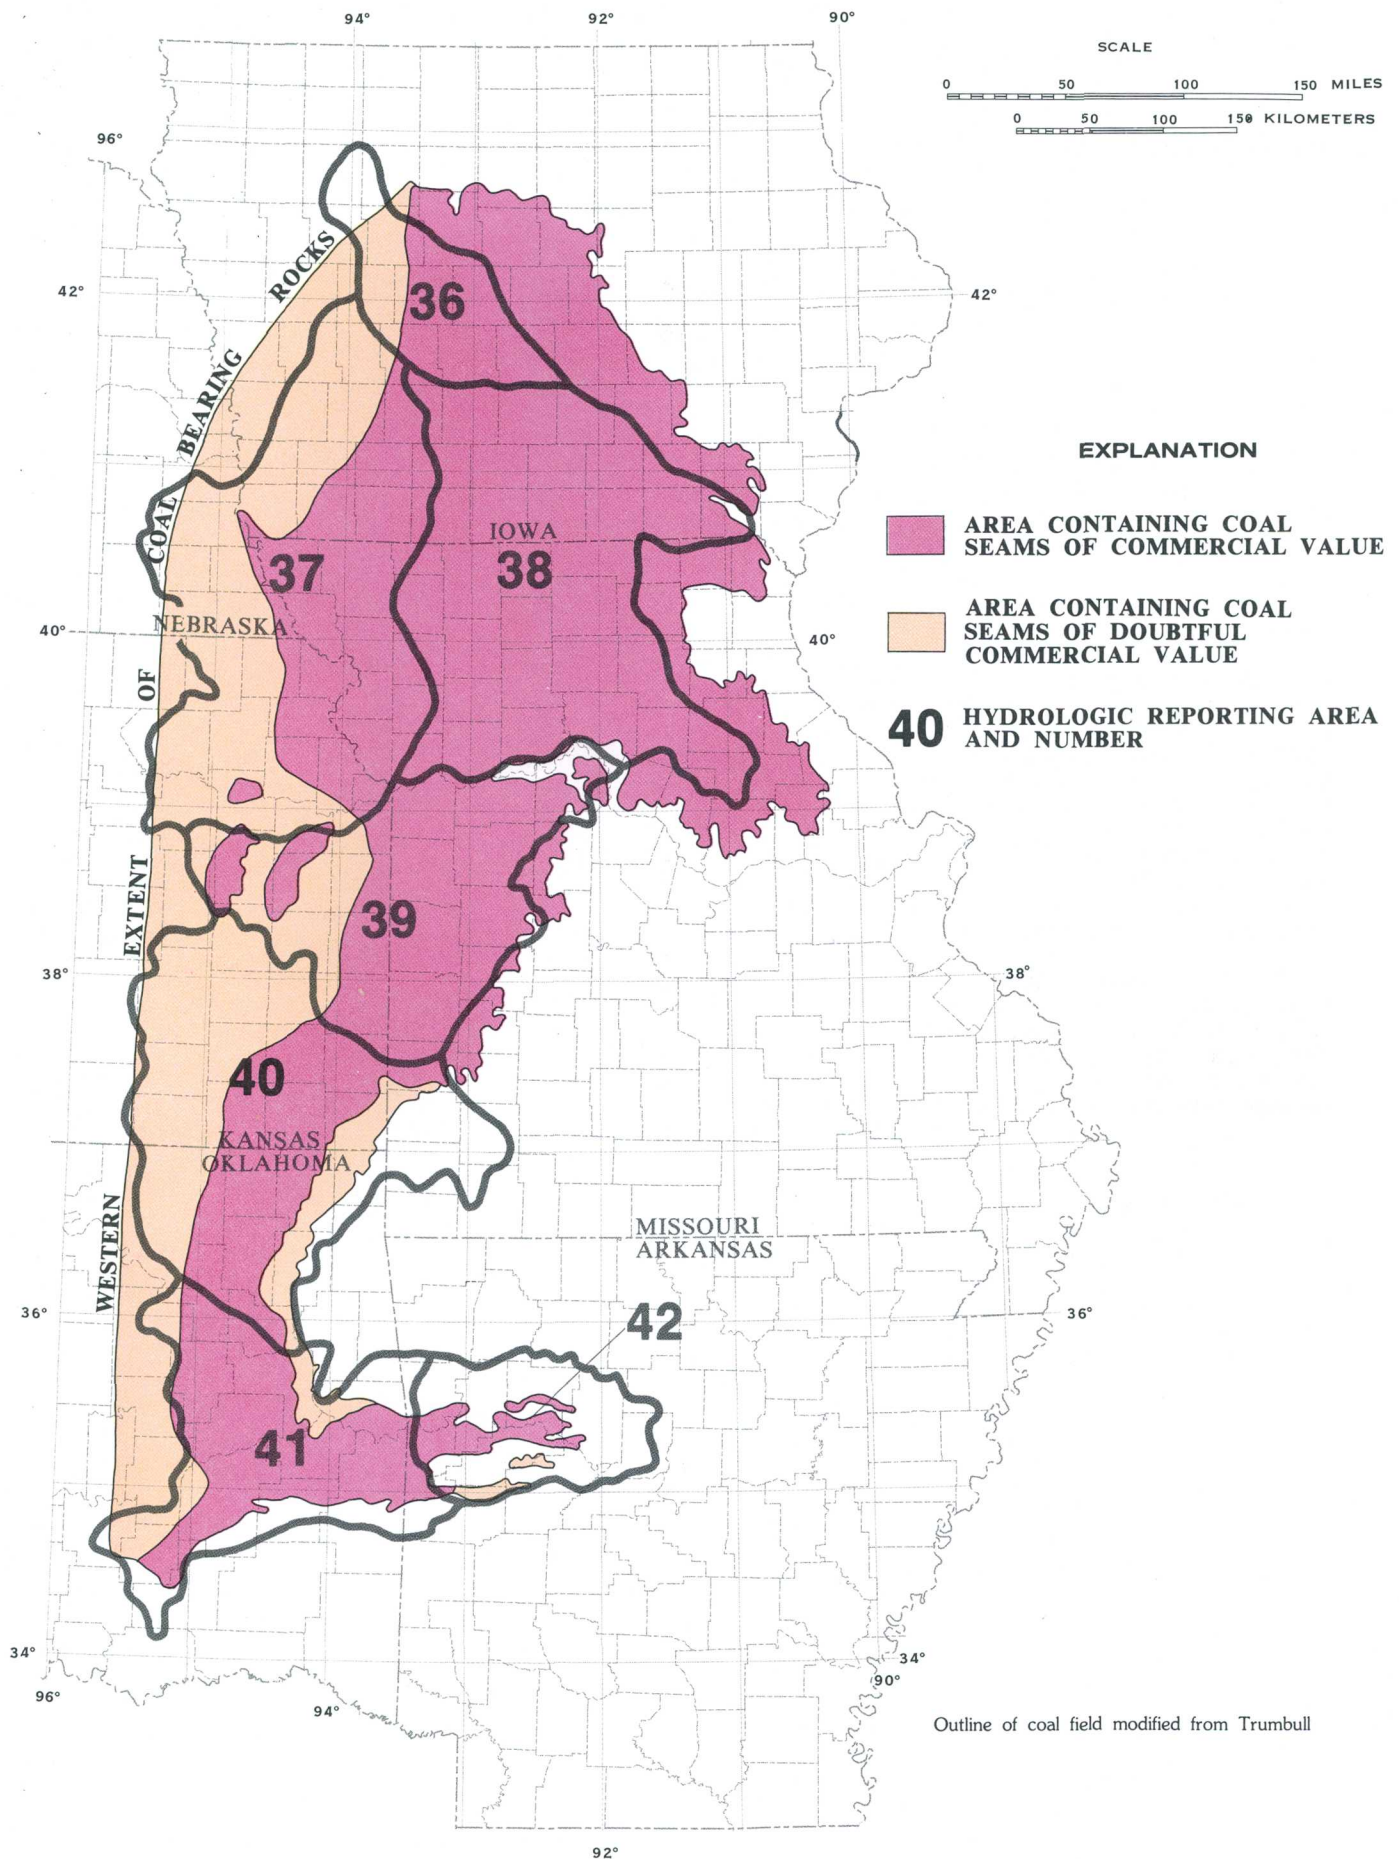 94°
92°
90°
SCALE
0 50 100 150 MILES
0 50 100 150 KILOMETERS
96°
42°
42°
WESTERN EXTENT OF COAL BEARING ROCKS
36
EXPLANATION
AREA CONTAINING COAL
SEAMS OF COMMERCIAL VALUE
AREA CONTAINING COAL
SEAMS OF DOUBTFUL
COMMERCIAL VALUE
40 HYDROLOGIC REPORTING AREA
AND NUMBER
IOWA
37
38
NEBRASKA
40°
40°
39
38°
38°
40
KANSAS
OKLAHOMA
MISSOURI
ARKANSAS
36°
36°
42
41
34°
34°
96°
94°
90°
92°
Outline of coal field modified from Trumbull